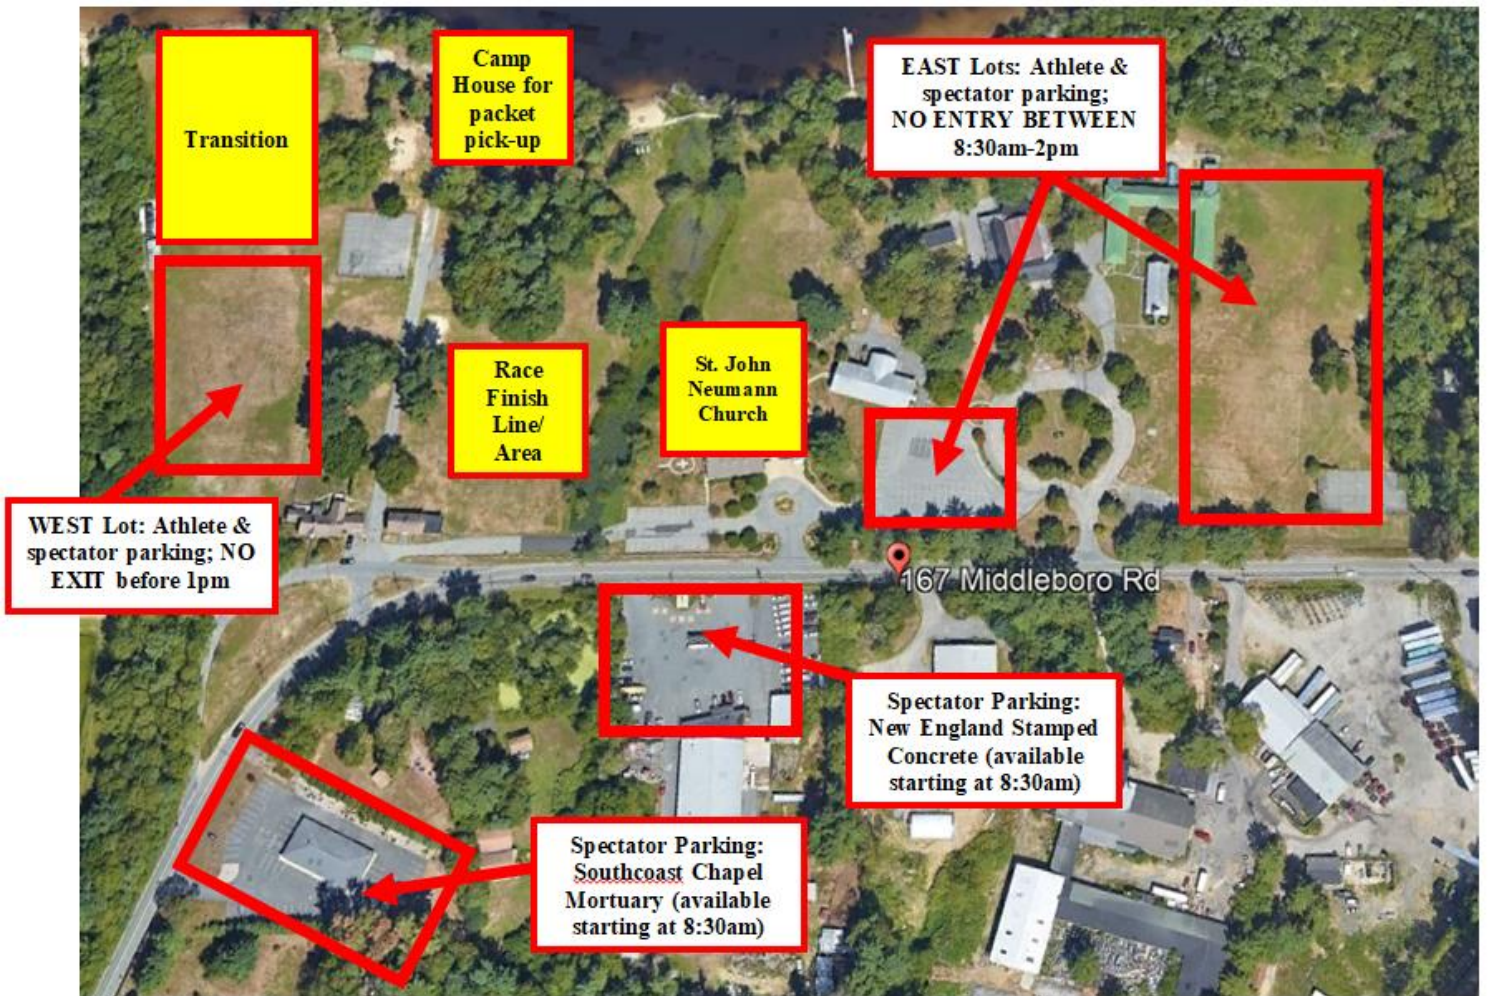 Transition
Camp
House for
packet
pick-up
EAST Lots: Athlete &
spectator parking;
NO ENTRY BETWEEN
8:30am-2pm
Race
Finish
Line/
Area
St. John
Neumann
Church
WEST Lot: Athlete &
spectator parking; NO
EXIT before 1pm
167 Middleboro Rd
Spectator Parking:
New England Stamped
Concrete (available
starting at 8:30am)
Spectator Parking:
Southcoast Chapel
Mortuary (available
starting at 8:30am)